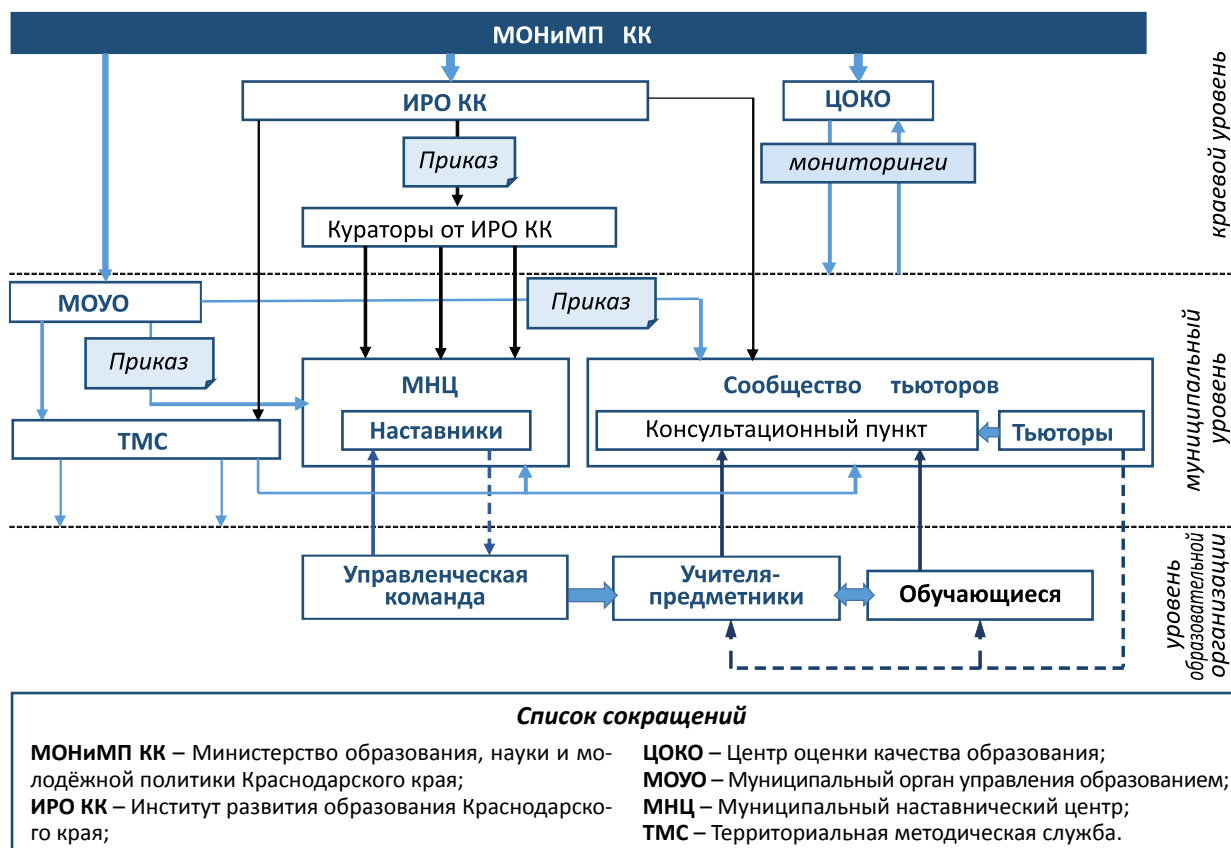 МОНиМП КК
ИРО КК
ЦОКО
Приказ
мониторинги
Кураторы от ИРО КК
краевой уровень
МОУО
Приказ
Приказ
МНЦ
Сообщество тьюторов
Наставники
Консультационный пункт
Тьюторы
ТМС
муниципальный
уровень
Управленческая
команда
Учителя-
предметники
Обучающиеся
уровень
образовательной
организации
Список сокращений
МОНиМП КК – Министерство образования, науки и мо-
лодёжной политики Краснодарского края;
ИРО КК – Институт развития образования Краснодарско-
го края;
ЦОКО – Центр оценки качества образования;
МОУО – Муниципальный орган управления образованием;
МНЦ – Муниципальный наставнический центр;
ТМС – Территориальная методическая служба.